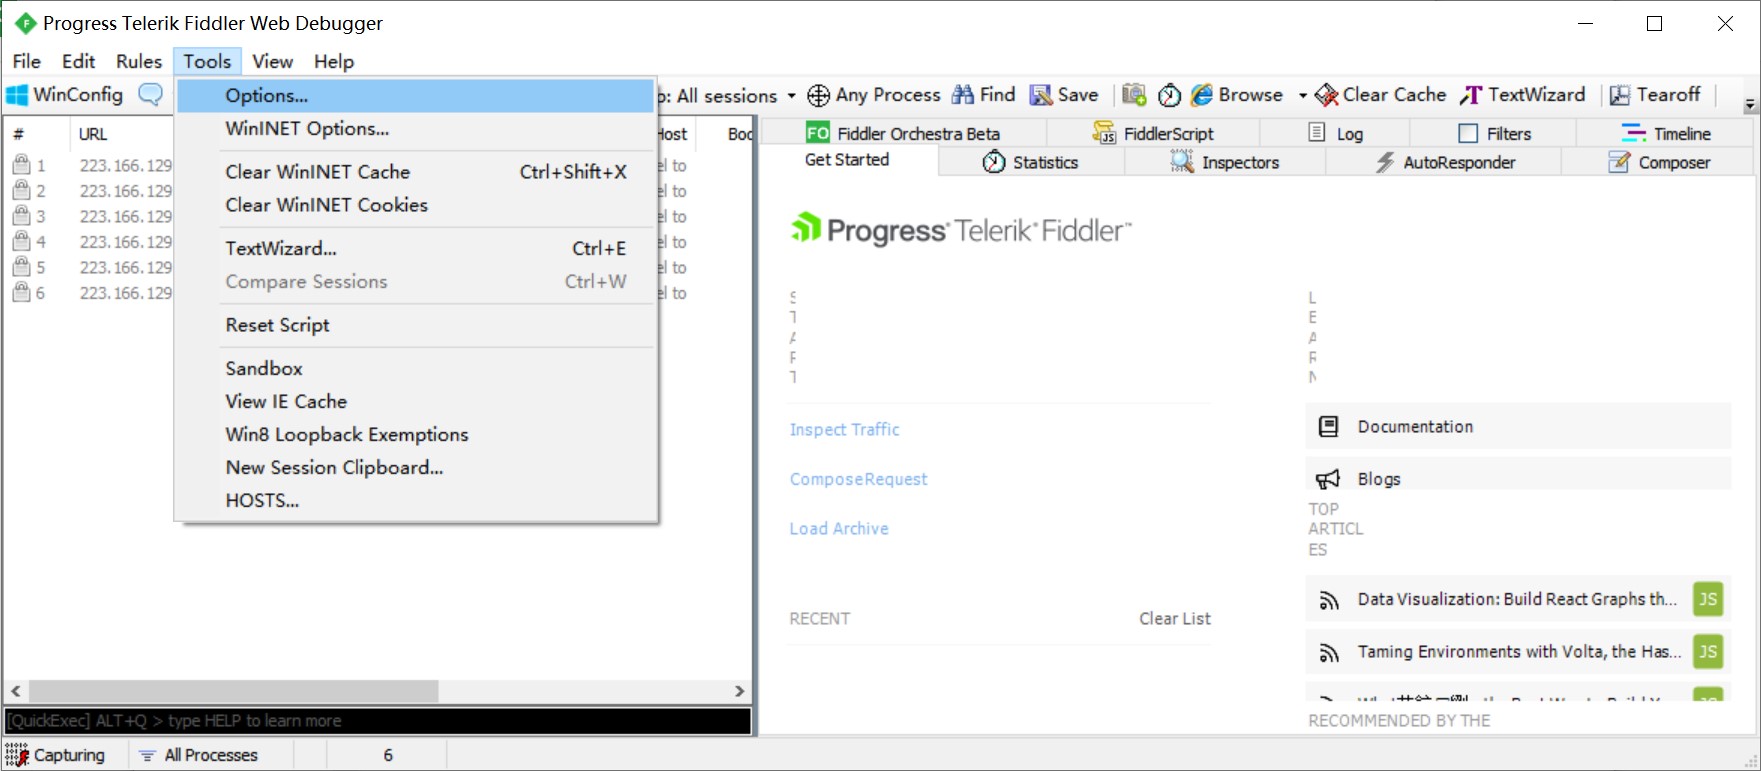 Progress Telerik Fiddler Web Debugger
File Edit Rules Tools View Help
WinConfig : All sessions Any Process Find Save Browse Clear Cache TextWizard Tearoff
# URL Host Bod
1 223.166.129 el to
2 223.166.129 el to
3 223.166.129 el to
4 223.166.129 el to
5 223.166.129 el to
6 223.166.129 el to
Options...
WinINET Options...
Clear WinINET Cache Ctrl+Shift+X
Clear WinINET Cookies
TextWizard... Ctrl+E
Compare Sessions Ctrl+W
Reset Script
Sandbox
View IE Cache
Win8 Loopback Exemptions
New Session Clipboard...
HOSTS...
FO Fiddler Orchestra Beta FiddlerScript Log Filters Timeline
Get Started Statistics Inspectors AutoResponder Composer
Progress Telerik Fiddler™
S
T
A
R
T
L
E
A
R
N
Inspect Traffic
Compose Request
Load Archive
RECENT Clear List
Documentation
Blogs
TOP
ARTICL
ES
Data Visualization: Build React Graphs th... JS
Taming Environments with Volta, the Has... JS
RECOMMENDED BY THE
[QuickExec] ALT+Q > type HELP to learn more
Capturing All Processes 6